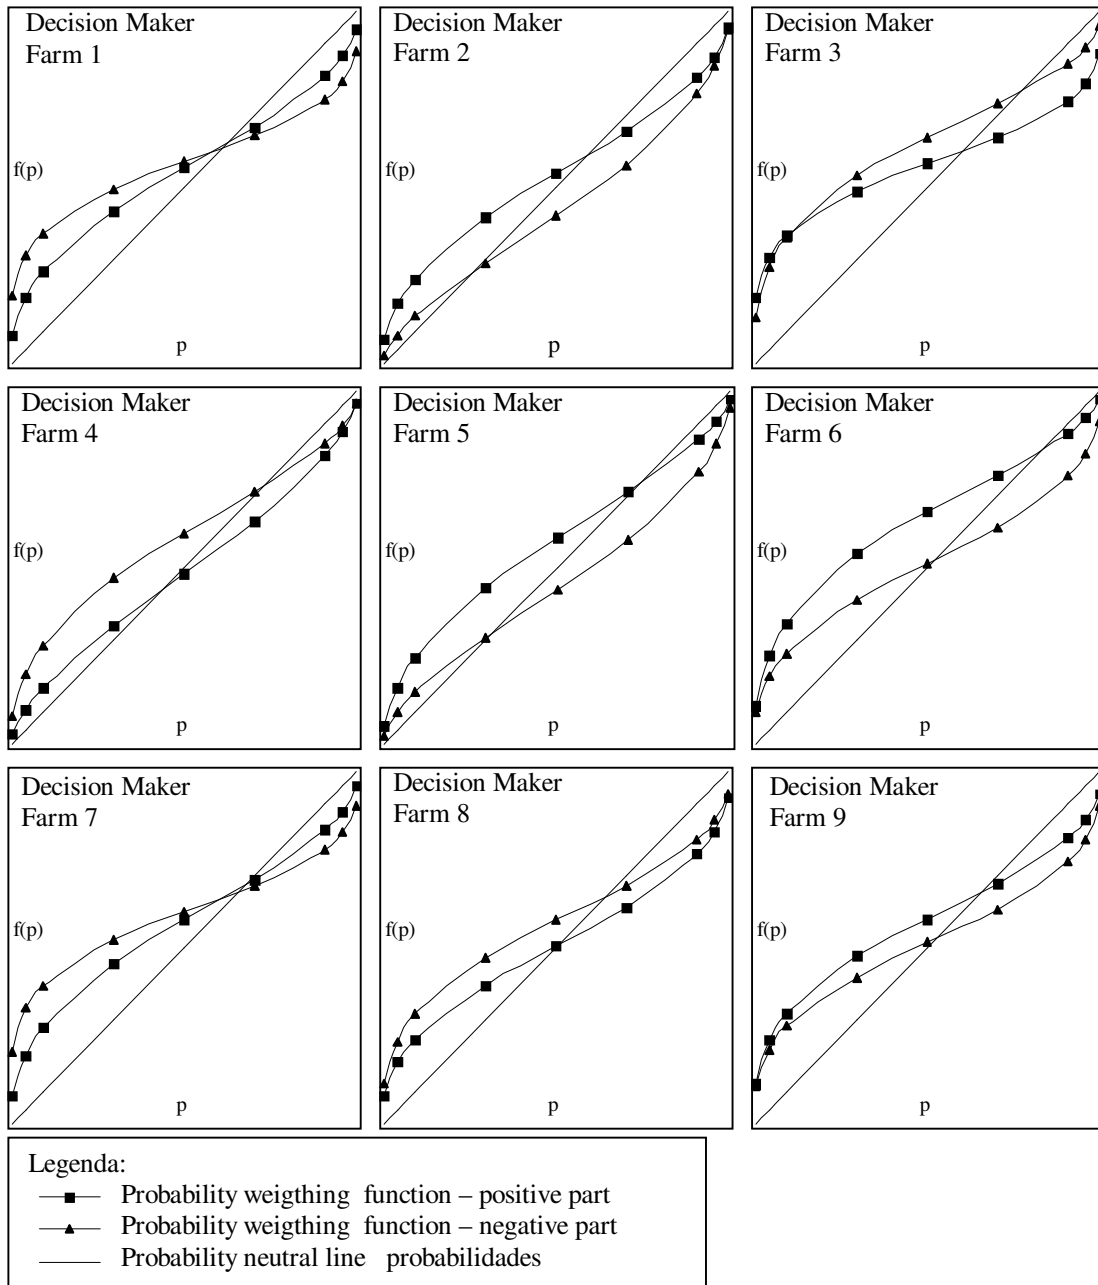 Decision Maker
Farm 1
f(p)
p
Decision Maker
Farm 2
f(p)
p
Decision Maker
Farm 3
f(p)
p
Decision Maker
Farm 4
f(p)
p
Decision Maker
Farm 5
f(p)
p
Decision Maker
Farm 6
f(p)
p
Decision Maker
Farm 7
f(p)
p
Decision Maker
Farm 8
f(p)
p
Decision Maker
Farm 9
f(p)
p
Legenda:
Probability weigthing function – positive part
Probability weigthing function – negative part
Probability neutral line probabilidades